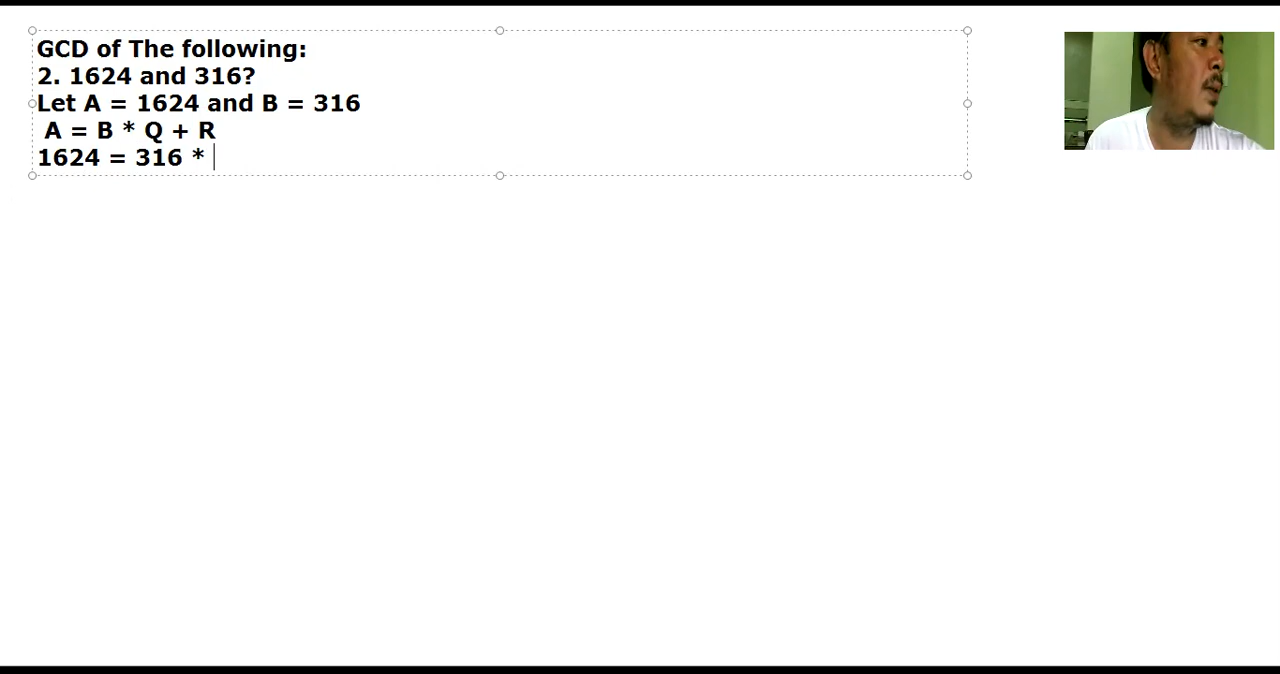 GCD of The following:
2. 1624 and 316?
Let A = 1624 and B = 316
A = B * Q + R
1624 = 316 *